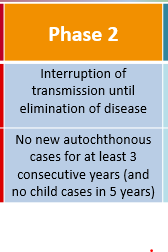 Phase 2
Interruption of
transmission until
elimination of disease
No new autochthonous
cases for at least 3
consecutive years (and
no child cases in 5 years)